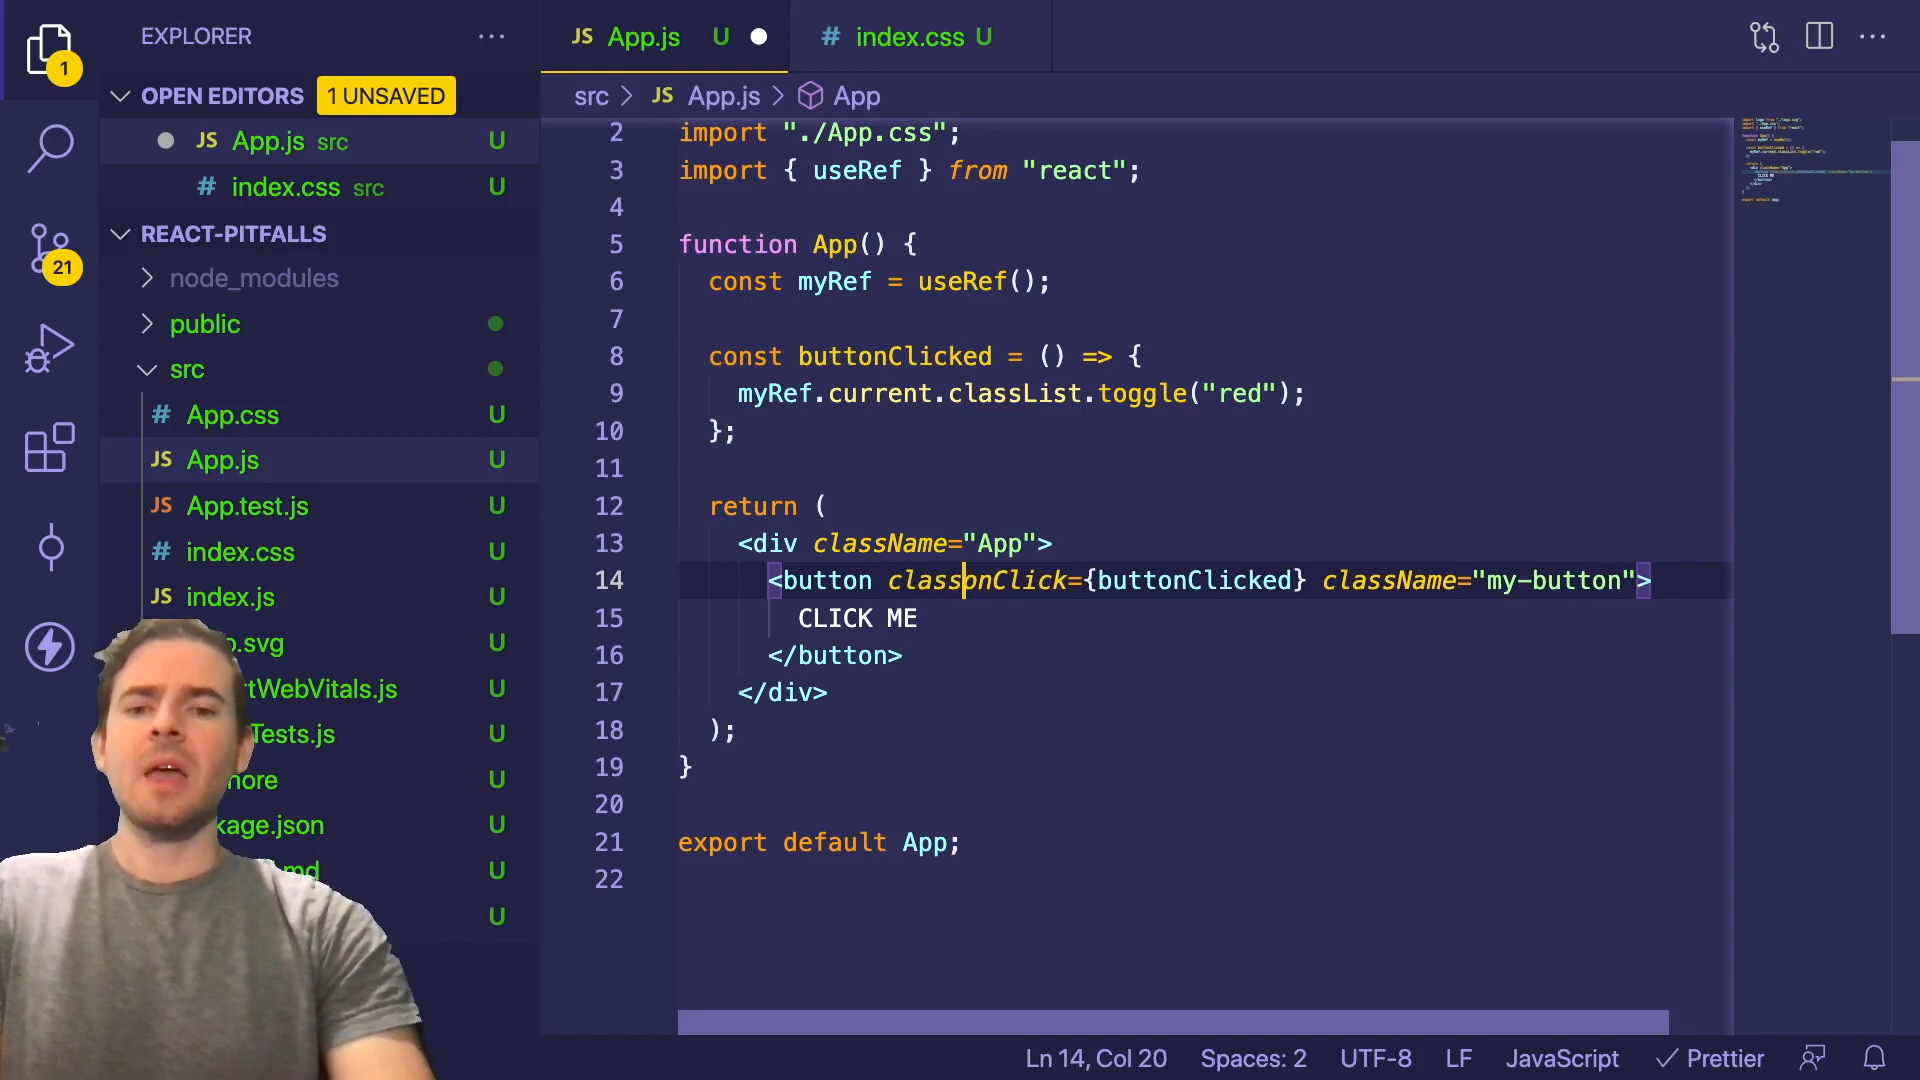 EXPLORER
1
OPEN EDITORS 1 UNSAVED
JS App.js src U
# index.css src U
REACT-PITFALLS
21
node_modules
public
src
# App.css U
JS App.js U
JS App.test.js U
# index.css U
JS index.js U
.svg U
tWebVitals.js U
Tests.js U
nore U
kage.json U
md U
U
JS App.js U
# index.css U
src > JS App.js > App
2 import "./App.css";
3 import { useRef } from "react";
4
5 function App() {
6 const myRef = useRef();
7
8 const buttonClicked = () => {
9 myRef.current.classList.toggle("red");
10 };
11
12 return (
13 <div className="App">
14 <button classonClick={buttonClicked} className="my-button">
15 CLICK ME
16 </button>
17 </div>
18 );
19 }
20
21 export default App;
22
Ln 14, Col 20 Spaces: 2 UTF-8 LF JavaScript Prettier